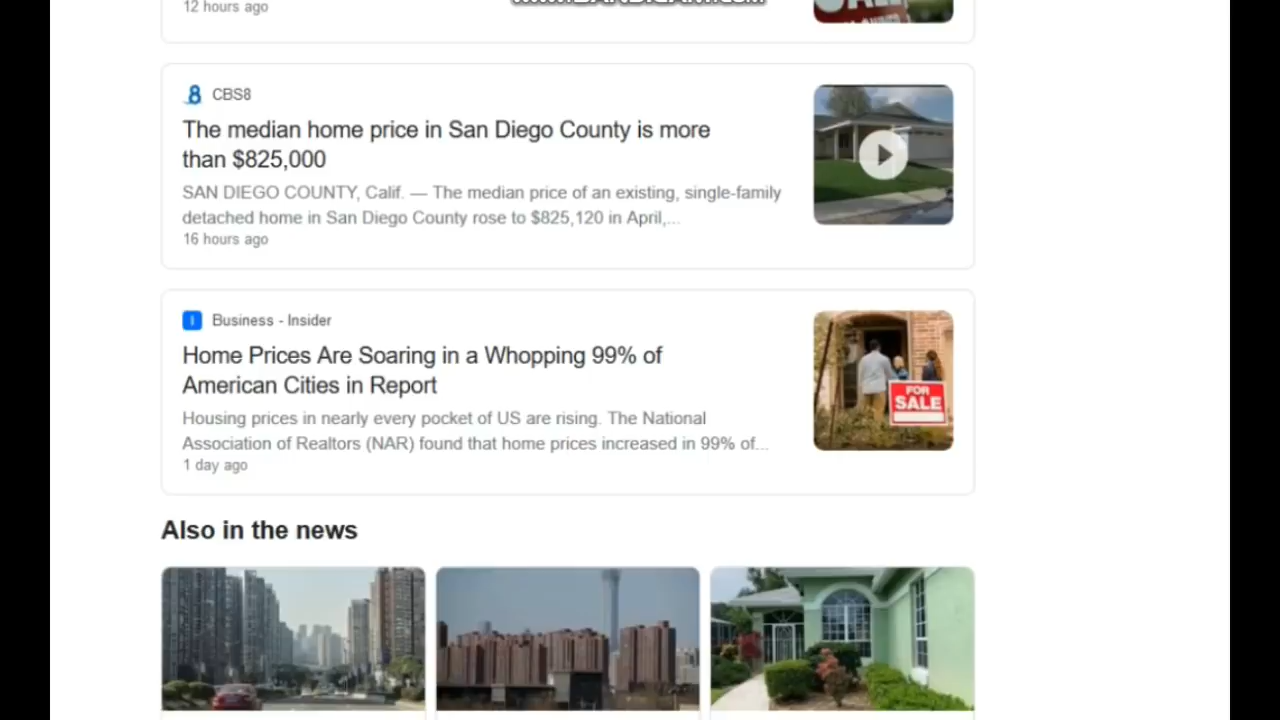 12 hours ago
CBS8
The median home price in San Diego County is more
than $825,000
SAN DIEGO COUNTY, Calif. — The median price of an existing, single-family
detached home in San Diego County rose to $825,120 in April,...
16 hours ago
Business - Insider
Home Prices Are Soaring in a Whopping 99% of
American Cities in Report
Housing prices in nearly every pocket of US are rising. The National
Association of Realtors (NAR) found that home prices increased in 99% of...
1 day ago
FOR
SALE
Also in the news